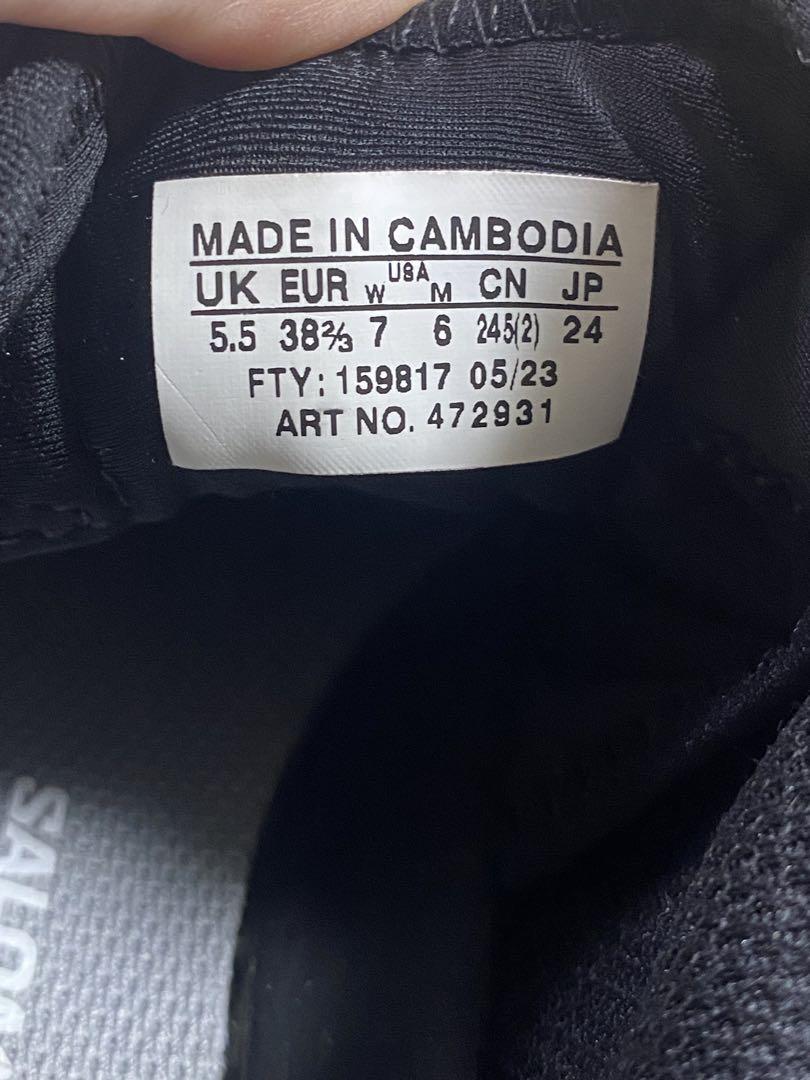 MADE IN CAMBODIA
UK EUR W USA M CN JP
5.5 38⅔ 7 6 245(2) 24
FTY: 159817 05/23
ART NO. 472931